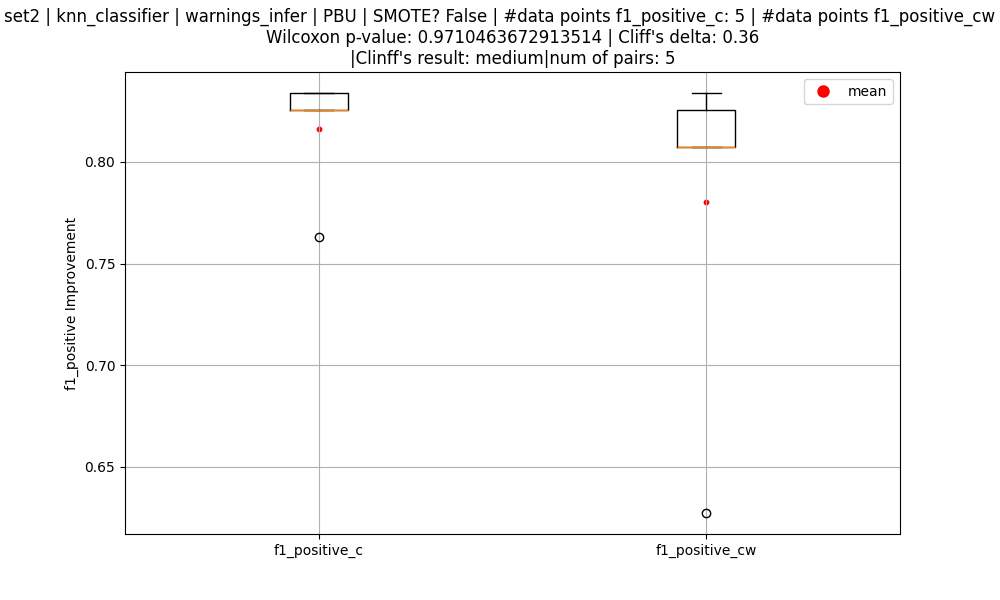 set2 | knn_classifier | warnings_infer | PBU | SMOTE? False | #data points f1_positive_c: 5 | #data points f1_positive_cw
Wilcoxon p-value: 0.9710463672913514 | Cliff's delta: 0.36
|Clinff's result: medium|num of pairs: 5
mean
0.80
0.75
0.70
0.65
f1_positive Improvement
f1_positive_c
f1_positive_cw